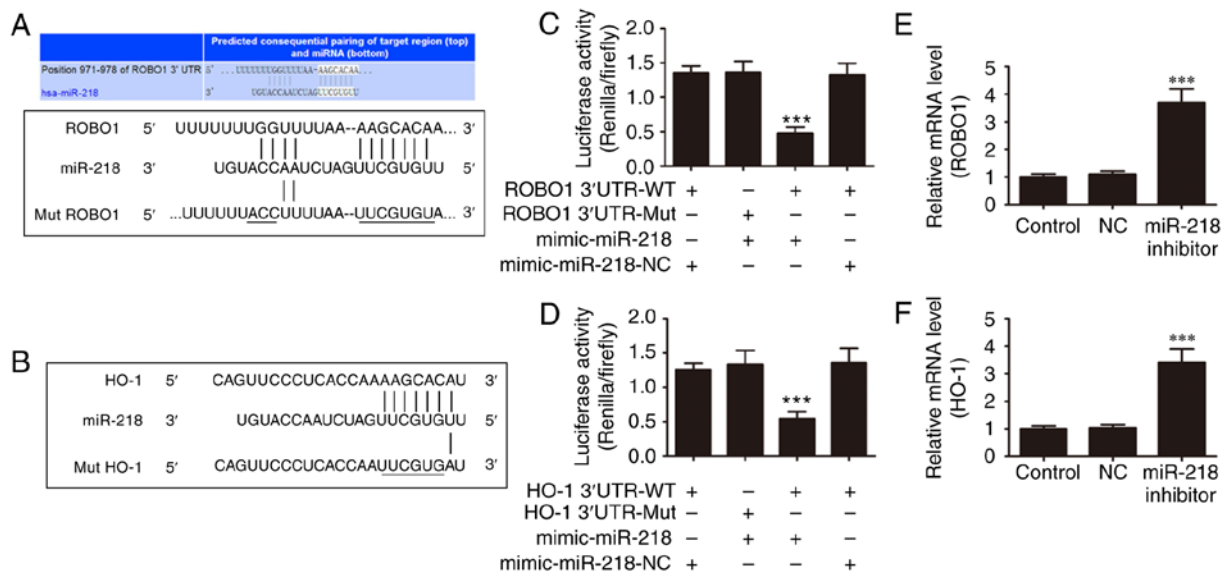 A
Predicted consequential pairing of target region (top)
and miRNA (bottom)
Position 971-978 of ROBO1 3' UTR 5' ...UUUUUUUGGUUUUAA-AAGCACAA...
hsa-miR-218 3' UGUACCAAUCUAGUUCGUGUU
ROBO1 5′ UUUUUUUGGUUUUAA--AAGCACAA... 3′
miR-218 3′ UGUACCAAUCUAGUUCGUGUU 5′
Mut ROBO1 5′ ...UUUUUUACCUUUUAA--UUCGUGUA... 3′
B
HO-1 5′ CAGUUCCCUCACCAAAAGCACAU 3′
miR-218 3′ UGUACCAAUCUAGUUCGUGUU 5′
Mut HO-1 5′ CAGUUCCCUCACCAAUUCGUGAU 3′
C
Luciferase activity
(Renilla/firefly)
2.0
1.5
1.0
0.5
0.0
***
ROBO1 3′UTR-WT + – + +
ROBO1 3′UTR-Mut – + – –
mimic-miR-218 – + + –
mimic-miR-218-NC + – – +
D
Luciferase activity
(Renilla/firefly)
2.0
1.5
1.0
0.5
0.0
***
HO-1 3′UTR-WT + – + +
HO-1 3′UTR-Mut – + – –
mimic-miR-218 – + + –
mimic-miR-218-NC + – – +
E
Relative mRNA level
(ROBO1)
5
4
3
2
1
0
***
Control NC miR-218
inhibitor
F
Relative mRNA level
(HO-1)
5
4
3
2
1
0
***
Control NC miR-218
inhibitor